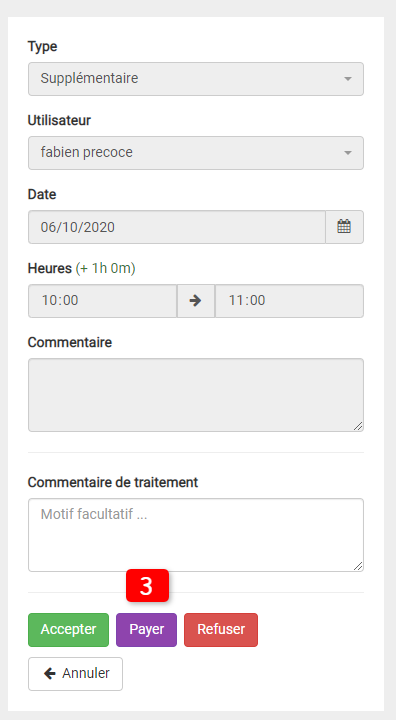 Type
Supplémentaire
Utilisateur
fabien precoce
Date
06/10/2020
Heures (+ 1h 0m)
10:00 11:00
Commentaire
Commentaire de traitement
Motif facultatif ...
3
Accepter Payer Refuser
Annuler